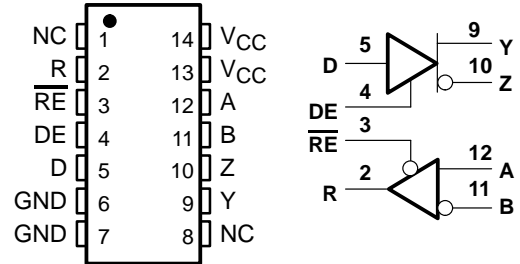 NC 1 14 VCC
R 2 13 VCC
RE 3 12 A
DE 4 11 B
D 5 10 Z
GND 6 9 Y
GND 7 8 NC
9 Y
5 10
D Z
4
DE
3
RE
12
2 A
11
R B